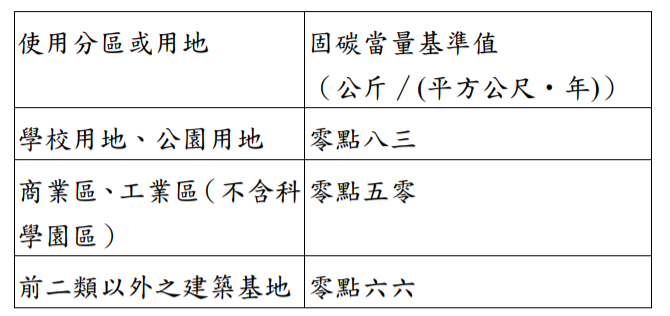 使用分區或用地
固碳當量基準值
（公斤／(平方公尺・年)）
學校用地、公園用地
零點八三
商業區、工業區（不含科
學園區）
零點五零
前二類以外之建築基地
零點六六